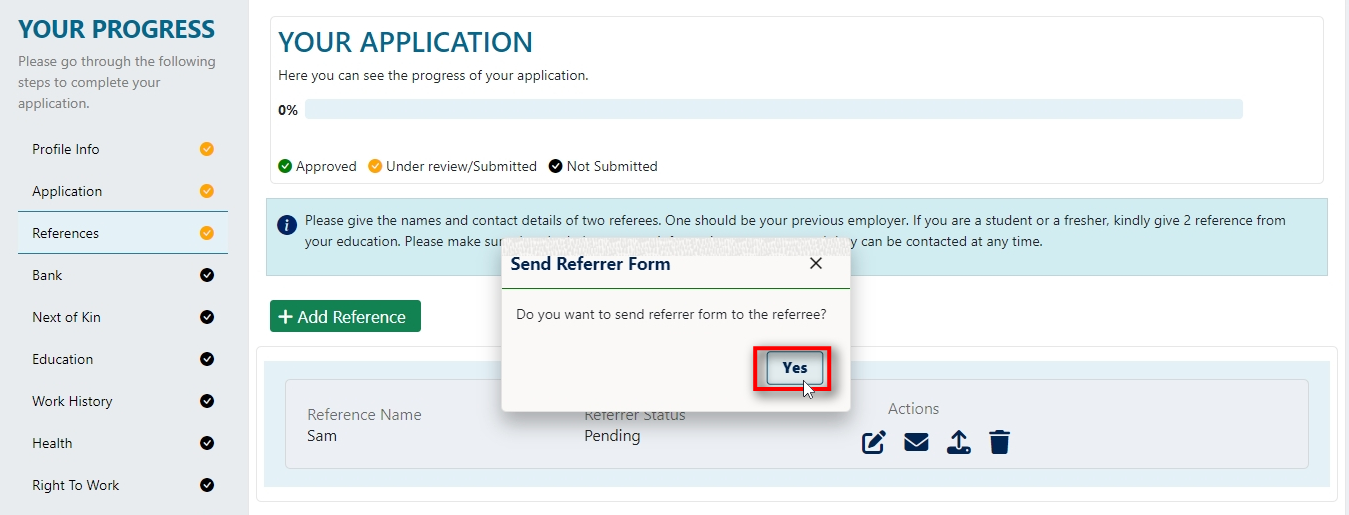 YOUR PROGRESS
Please go through the following
steps to complete your
application.
Profile Info
Application
References
Bank
Next of Kin
Education
Work History
Health
Right To Work
YOUR APPLICATION
Here you can see the progress of your application.
0%
Approved Under review/Submitted Not Submitted
Please give the names and contact details of two referees. One should be your previous employer. If you are a student or a fresher, kindly give 2 reference from
your education. Please make can be contacted at any time.
Send Referrer Form
Do you want to send referrer form to the referree?
Yes
Add Reference
Reference Name Referrer Status Actions
Sam Pending